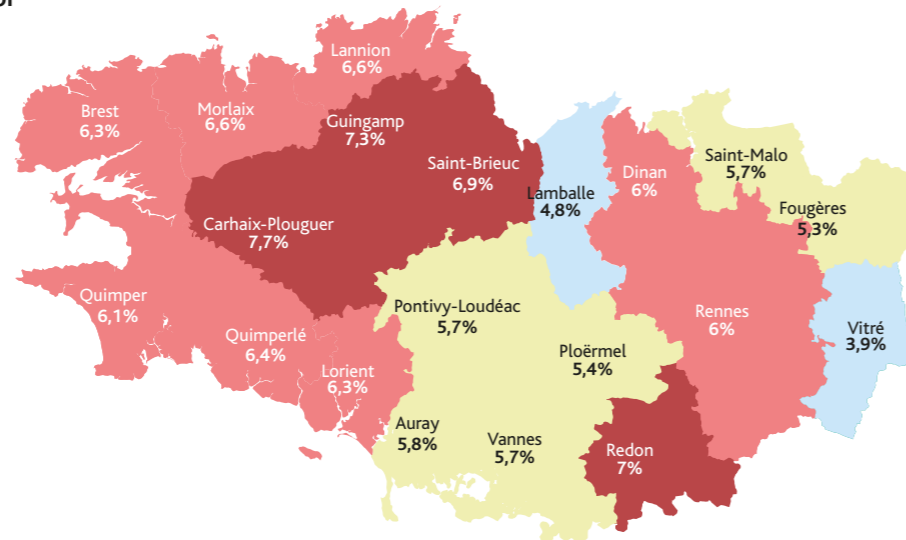 Lannion
6,6%
Brest
6,3%
Morlaix
6,6%
Guingamp
7,3%
Saint-Brieuc
6,9%
Lamballe
4,8%
Dinan
6%
Saint-Malo
5,7%
Fougères
5,3%
Carhaix-Plouguer
7,7%
Quimper
6,1%
Quimperlé
6,4%
Lorient
6,3%
Pontivy-Loudéac
5,7%
Ploërmel
5,4%
Rennes
6%
Vitré
3,9%
Auray
5,8%
Vannes
5,7%
Redon
7%